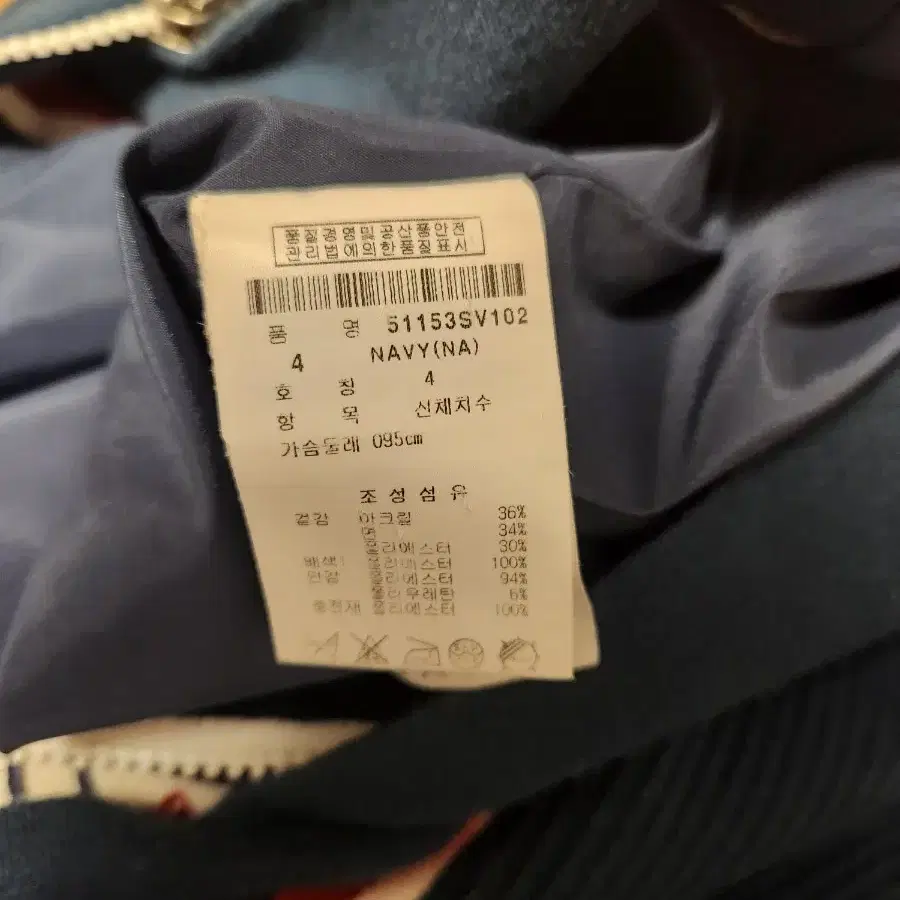 품질경영및공산품안전
관리법에의한품질표시
품 명 51153SV102
4 NAVY(NA)
호 칭 4
항 목 신체치수
가슴둘레 095cm
조성섬유
겉감 아크릴 36%
면 34%
폴리에스터 30%
배색1 폴리에스터 100%
안감 폴리에스터 94%
폴리우레탄 6%
충전재 폴리에스터 100%